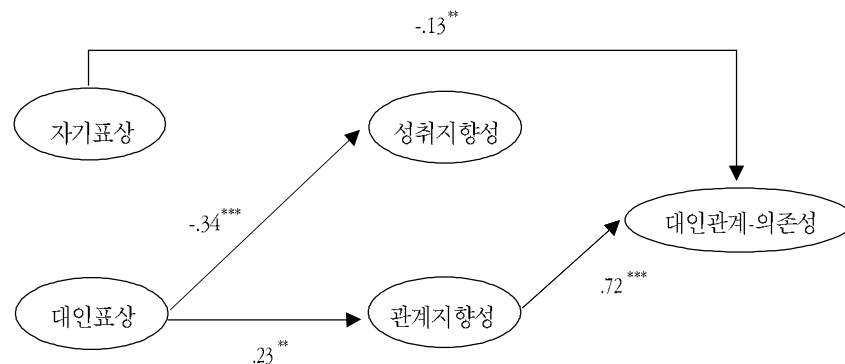 -.13**
자기표상
성취지향성
-.34***
대인관계-의존성
대인표상
관계지향성
.72***
.23**